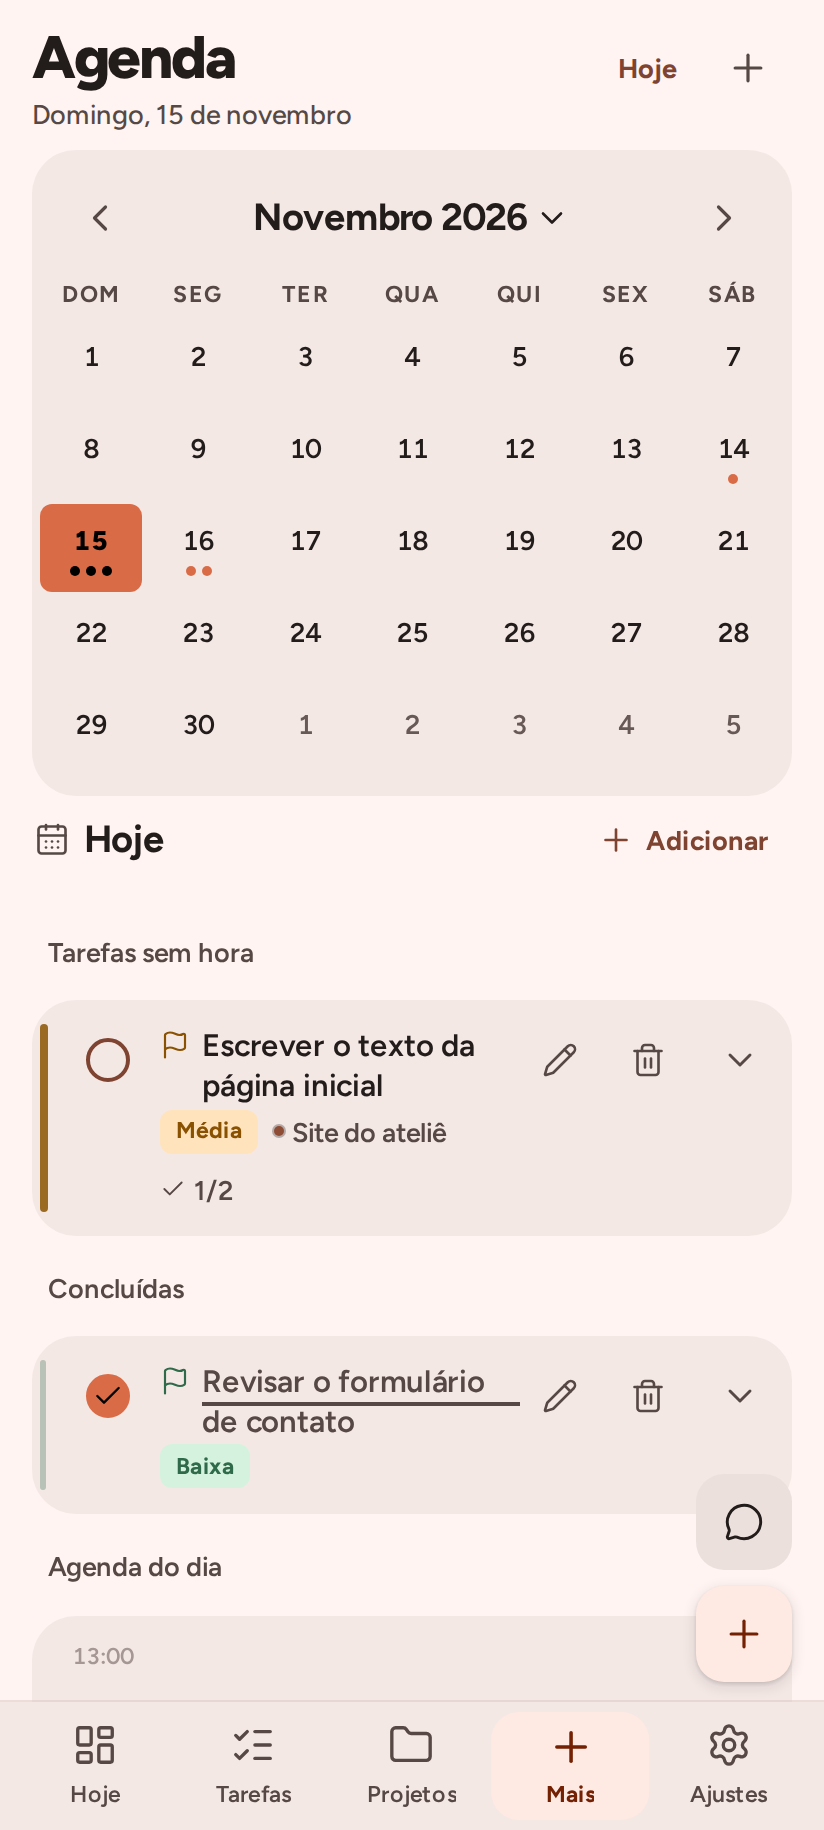 Agenda
Hoje
Domingo, 15 de novembro
Novembro 2026
DOM SEG TER QUA QUI SEX SÁB
1 2 3 4 5 6 7
8 9 10 11 12 13 14
15 16 17 18 19 20 21
22 23 24 25 26 27 28
29 30 1 2 3 4 5
Hoje
Adicionar
Tarefas sem hora
Escrever o texto da
página inicial
Média Site do ateliê
1/2
Concluídas
Revisar o formulário
de contato
Baixa
Agenda do dia
13:00
Hoje Tarefas Projetos Mais Ajustes